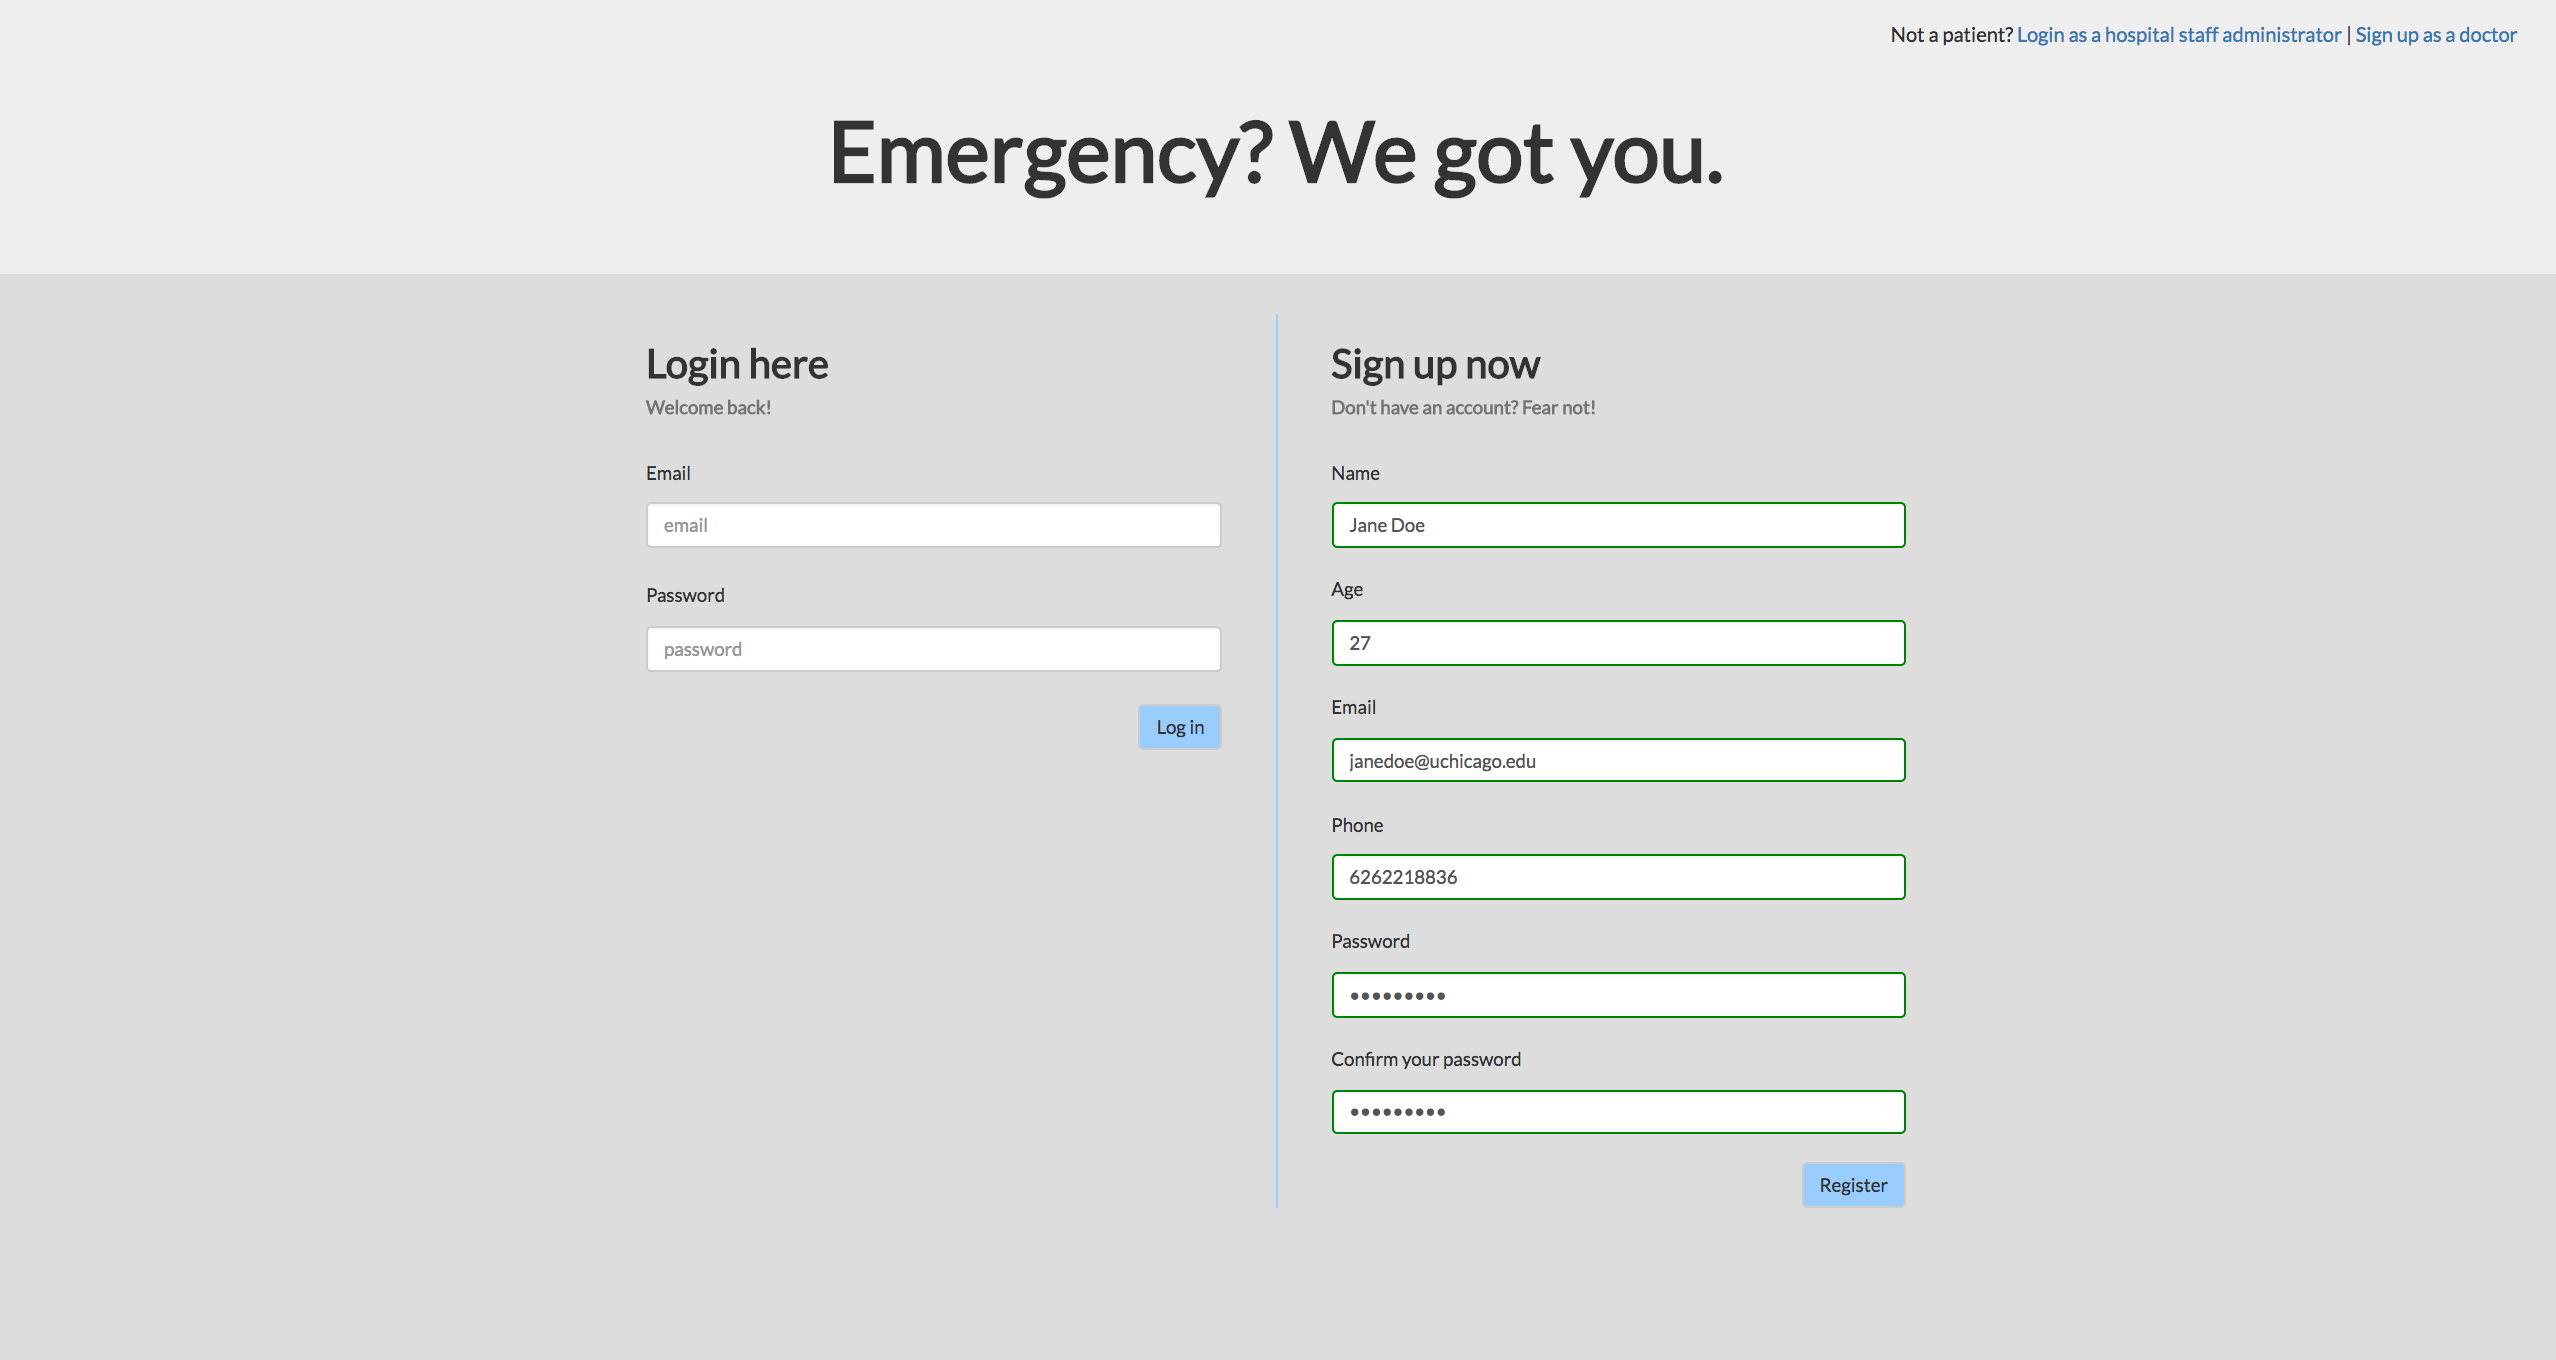 Not a patient? Login as a hospital staff administrator | Sign up as a doctor
Emergency? We got you.
Login here
Welcome back!
Email
email
Password
password
Log in
Sign up now
Don't have an account? Fear not!
Name
Jane Doe
Age
27
Email
janedoe@uchicago.edu
Phone
6262218836
Password
•••••••••
Confirm your password
•••••••••
Register